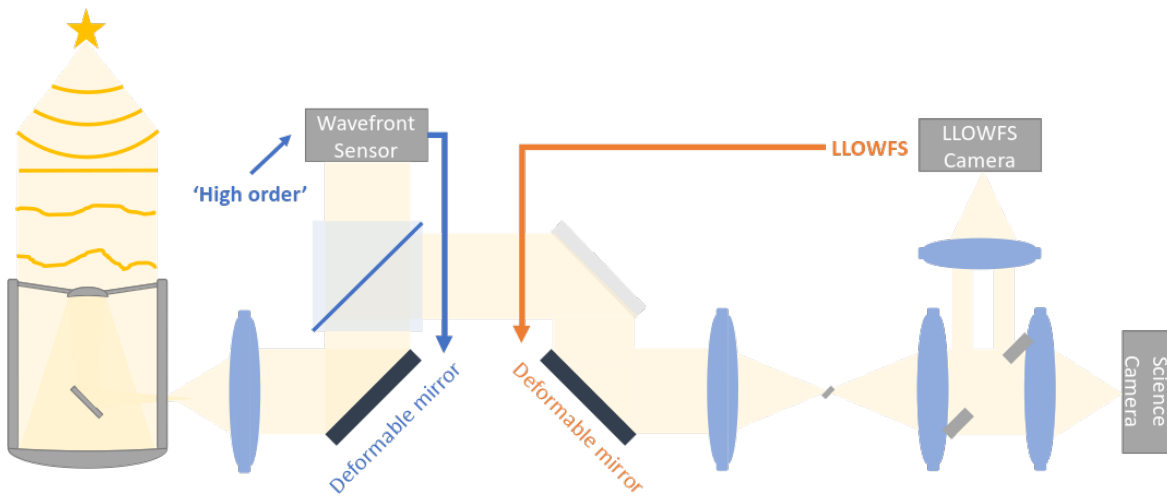 Wavefront
Sensor
'High order'
Deformable mirror
LLOWFS
Deformable mirror
LLOWFS
Camera
Science
Camera